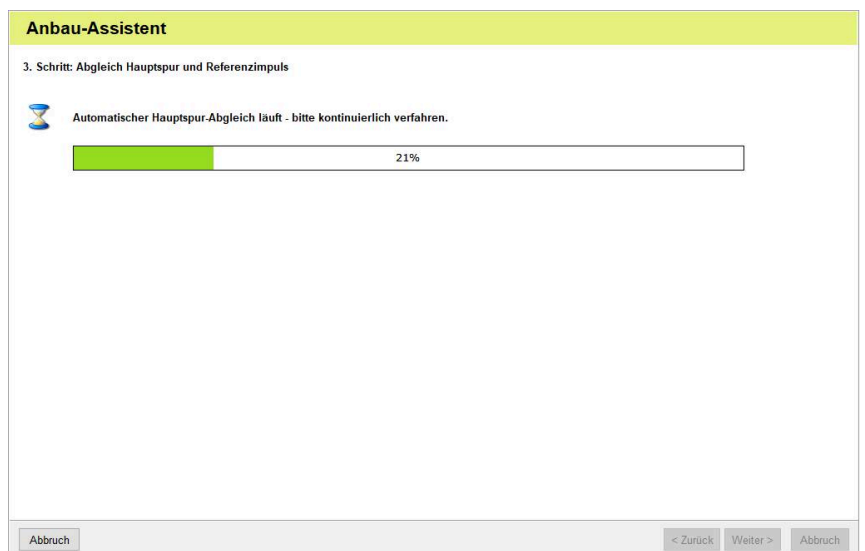 Anbau-Assistent
3. Schritt: Abgleich Hauptspur und Referenzimpuls
Automatischer Hauptspur-Abgleich läuft - bitte kontinuierlich verfahren.
21%
Abbruch
< Zurück
Weiter >
Abbruch